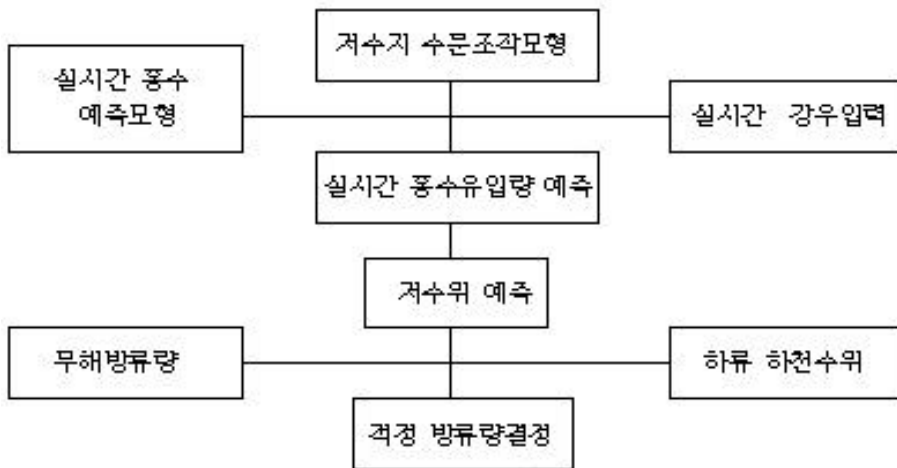 저수지 수문조작모형
실시간 홍수
예측모형
실시간 강우입력
실시간 홍수유입량 예측
저수위 예측
무해방류량
하류 하천수위
적정 방류량결정